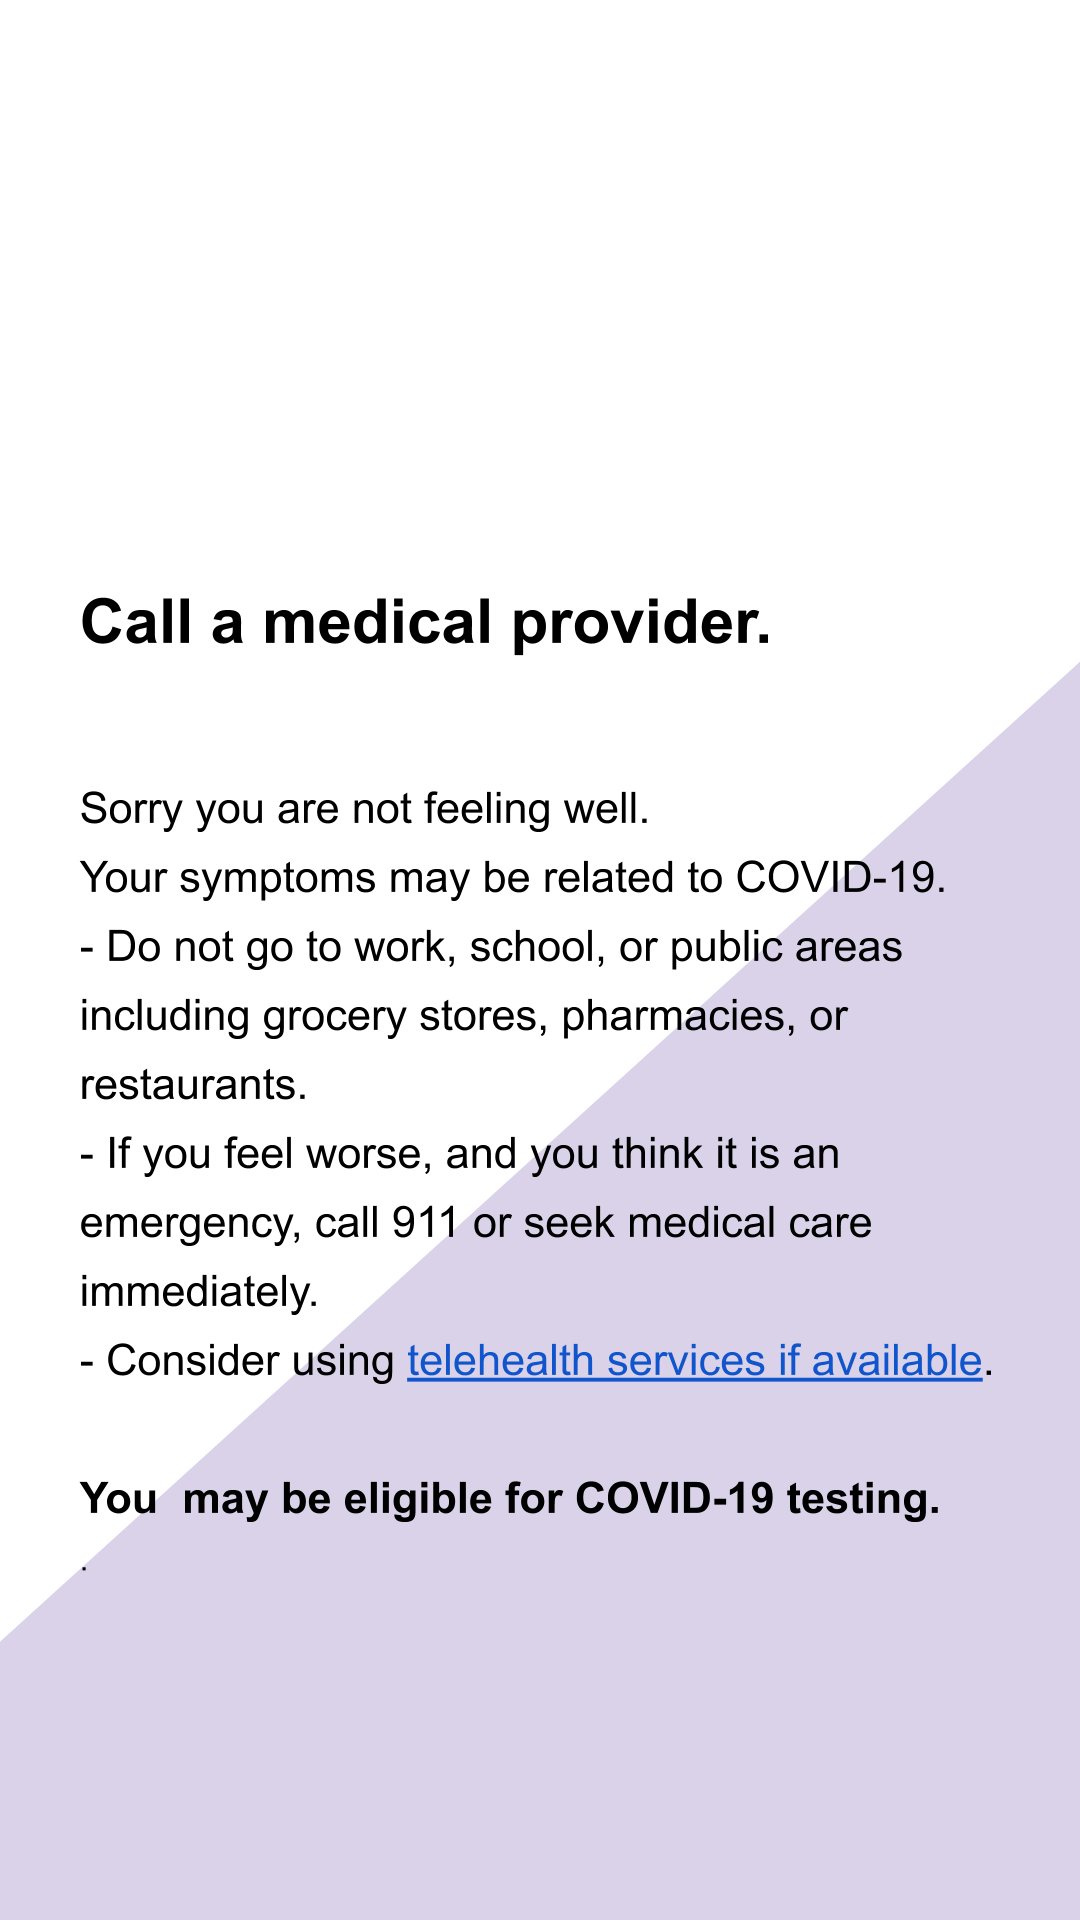 Call a medical provider.
Sorry you are not feeling well.
Your symptoms may be related to COVID-19.
- Do not go to work, school, or public areas
including grocery stores, pharmacies, or
restaurants.
- If you feel worse, and you think it is an
emergency, call 911 or seek medical care
immediately.
- Consider using telehealth services if available.
You  may be eligible for COVID-19 testing.
.